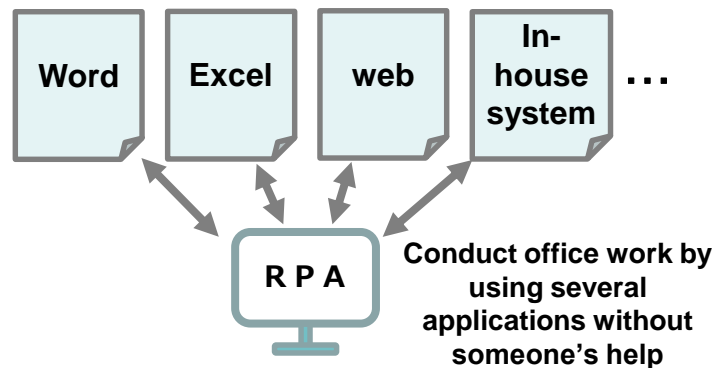 Word
Excel
web
In-
house
system
...
R P A
Conduct office work by
using several
applications without
someone’s help